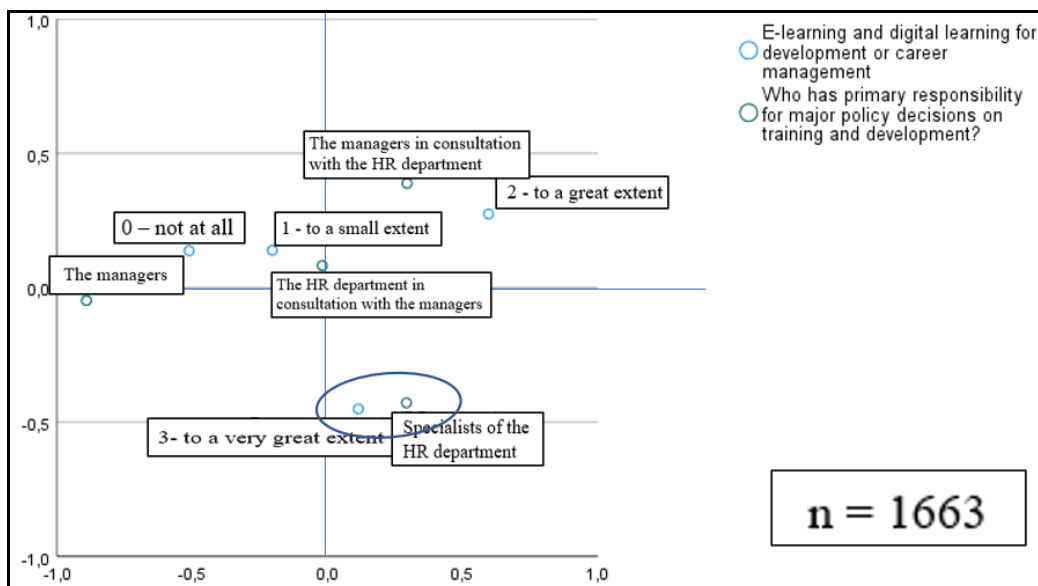 1,0
E-learning and digital learning for
development or career
management
Who has primary responsibility
for major policy decisions on
training and development?
0,5
The managers in consultation
with the HR department
2 - to a great extent
0 – not at all
1 - to a small extent
The managers
0,0
The HR department in
consultation with the managers
-0,5
3- to a very great extent
Specialists of the
HR department
n = 1663
-1,0
-1,0
-0,5
0,0
0,5
1,0